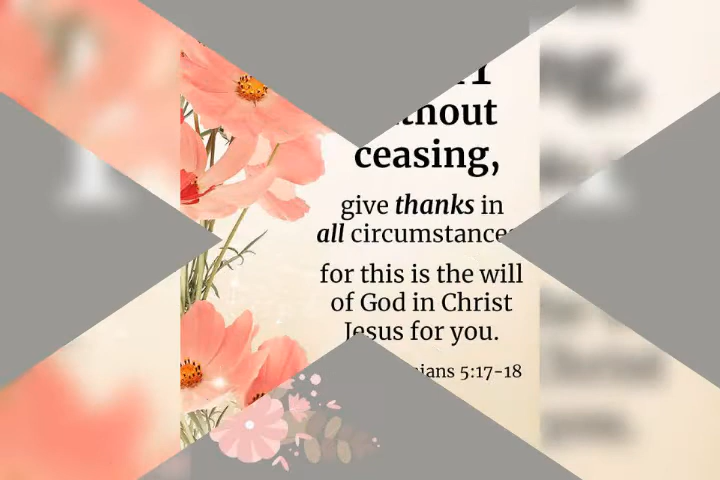 ceasing,
give thanks in
all circumstances
for this is the will
of God in Christ
Jesus for you.
5:17-18